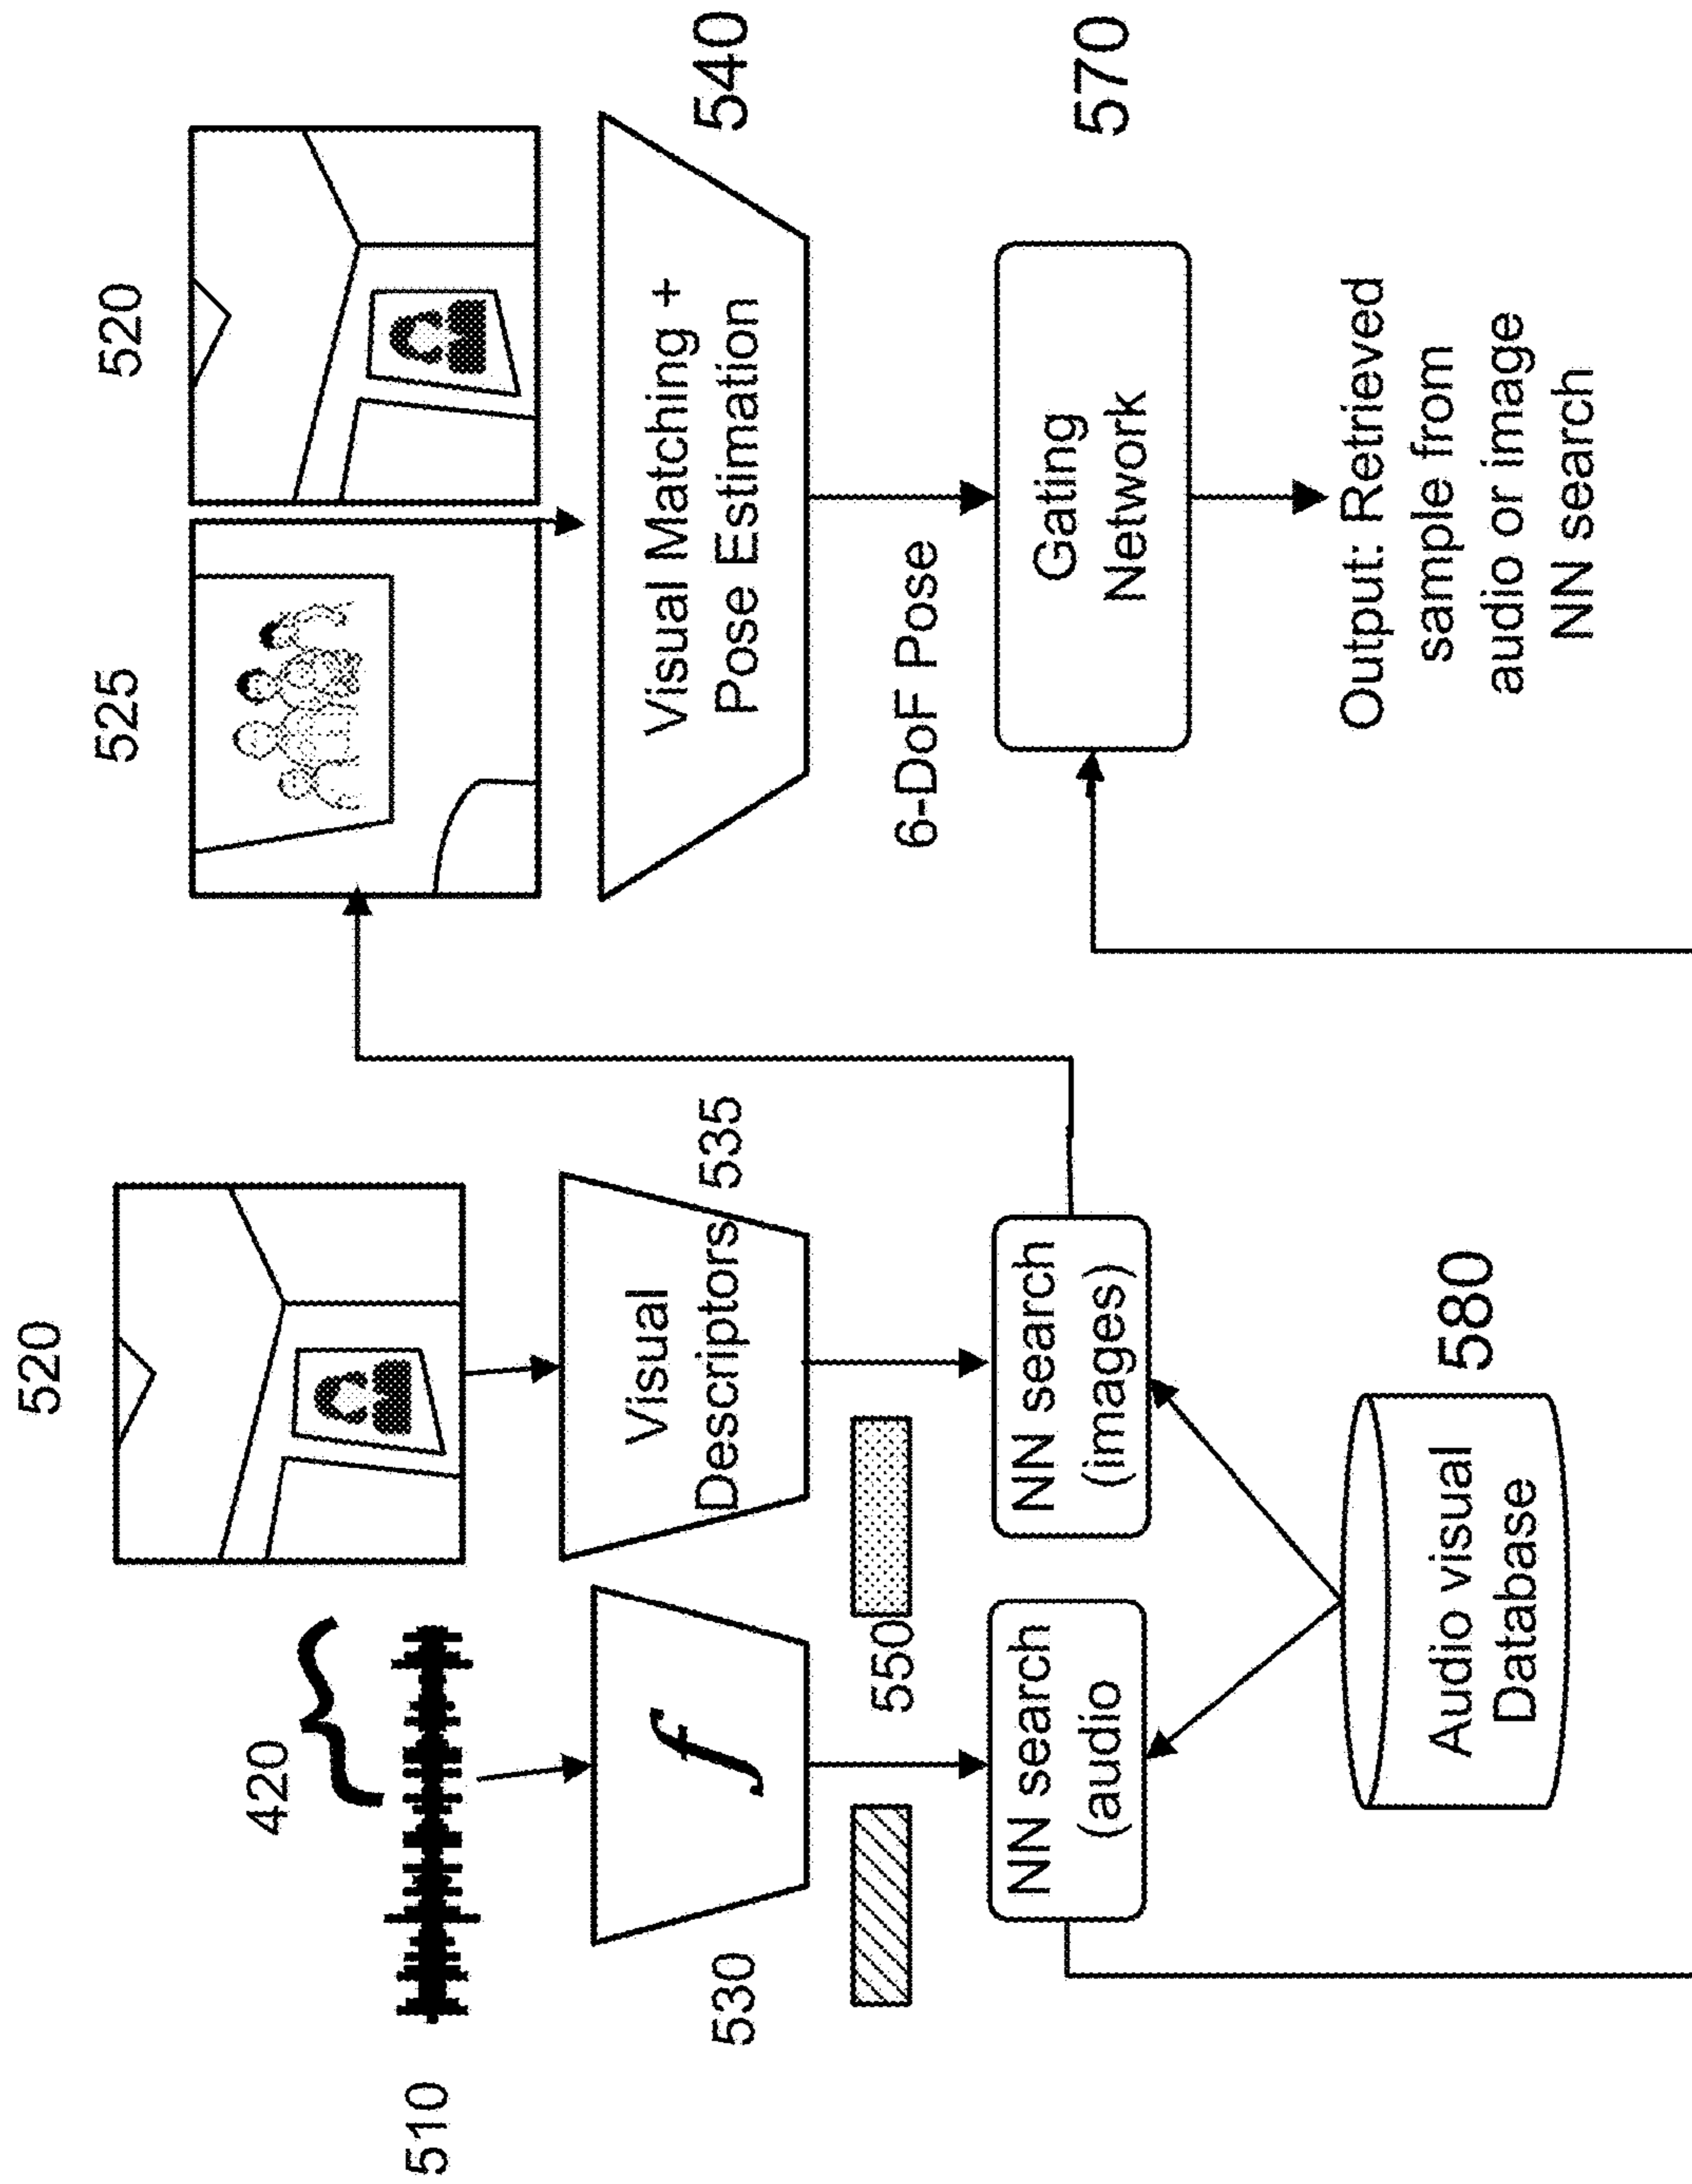 520
420
510
f
530
Visual
Descriptors
535
550
NN search
(audio)
NN search
(images)
Audio visual
Database
580
525
520
Visual Matching +
Pose Estimation
540
6-DoF Pose
Gating
Network
570
Output: Retrieved
sample from
audio or image
NN search